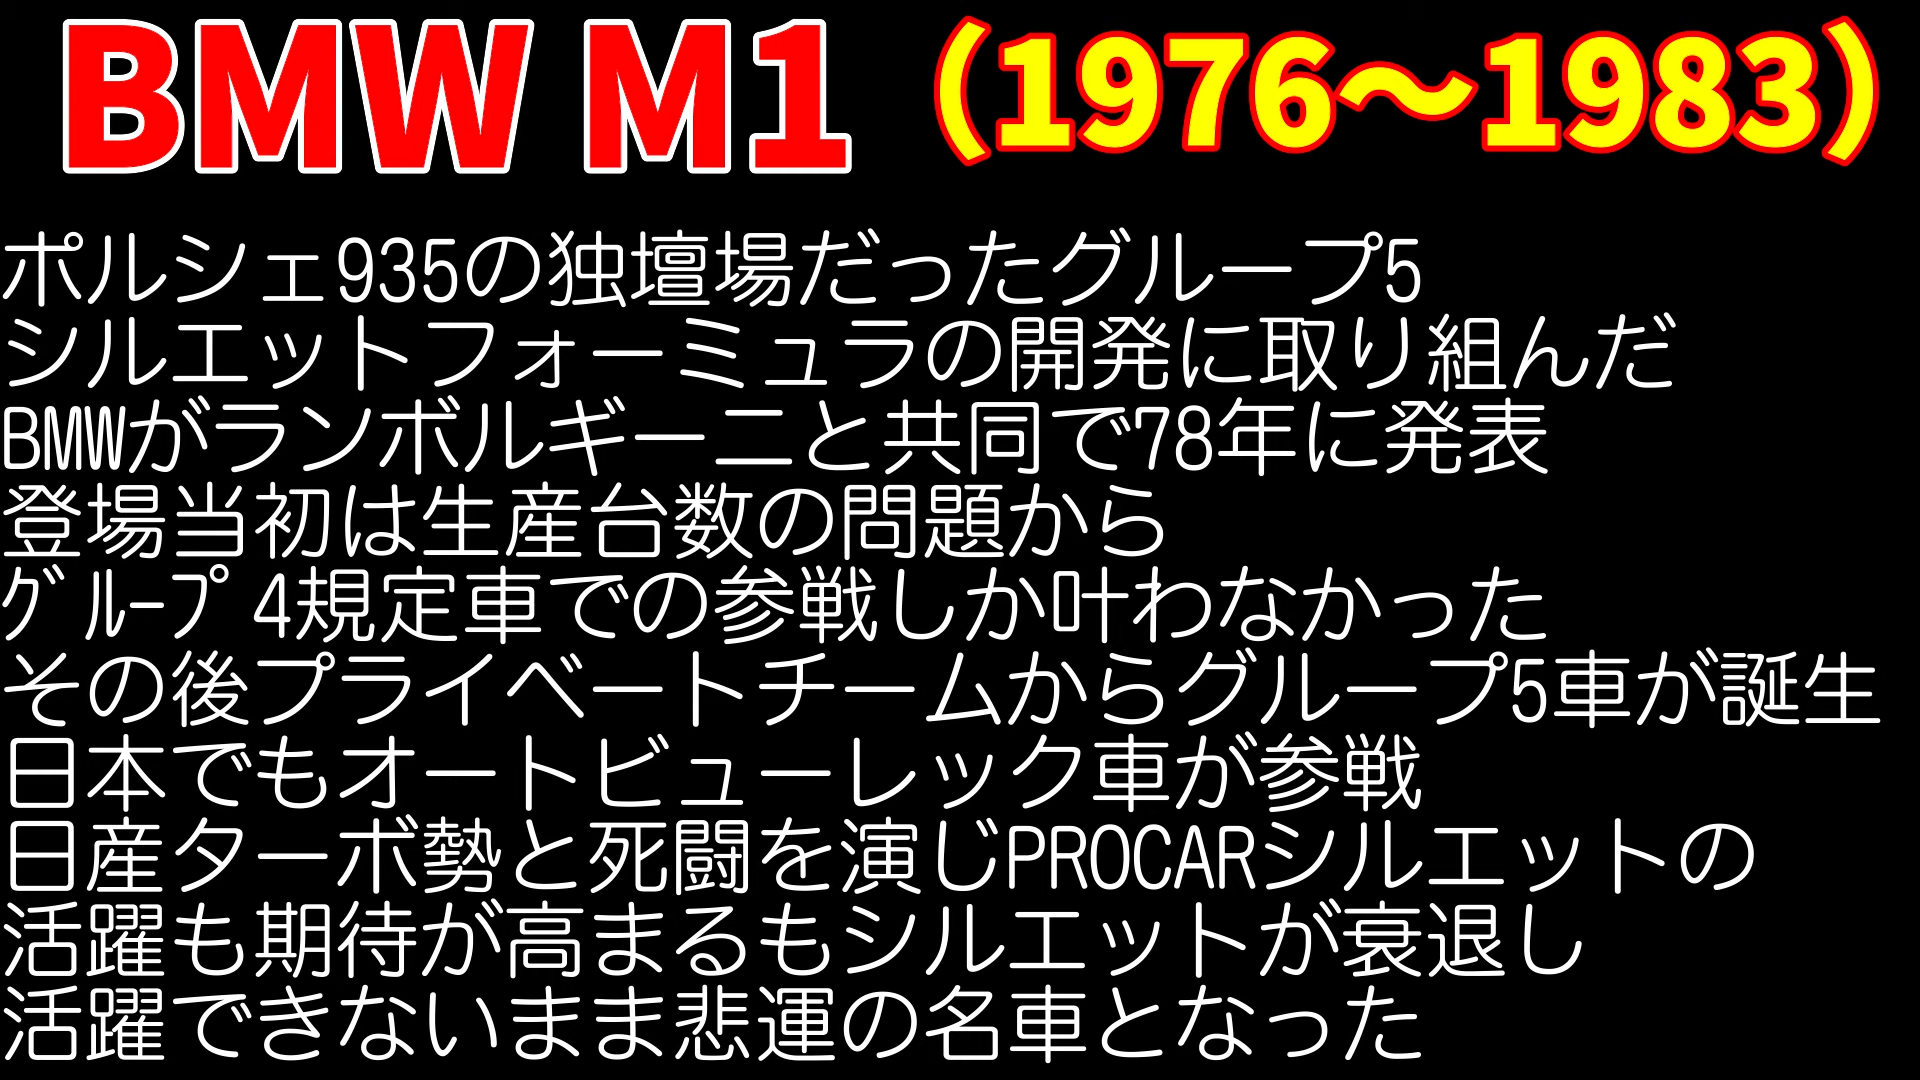 BMW M1 (1976～1983)
ポルシェ935の独壇場だったグループ5
シルエットフォーミュラの開発に取り組んだ
BMWがランボルギーニと共同で78年に発表
登場当初は生産台数の問題から
ｸﾞﾙｰﾌﾟ4規定車での参戦しか叶わなかった
その後プライベートチームからグループ5車が誕生
日本でもオートビューレック車が参戦
日産ターボ勢と死闘を演じPROCARシルエットの
活躍も期待が高まるもシルエットが衰退し
活躍できないまま悲運の名車となった